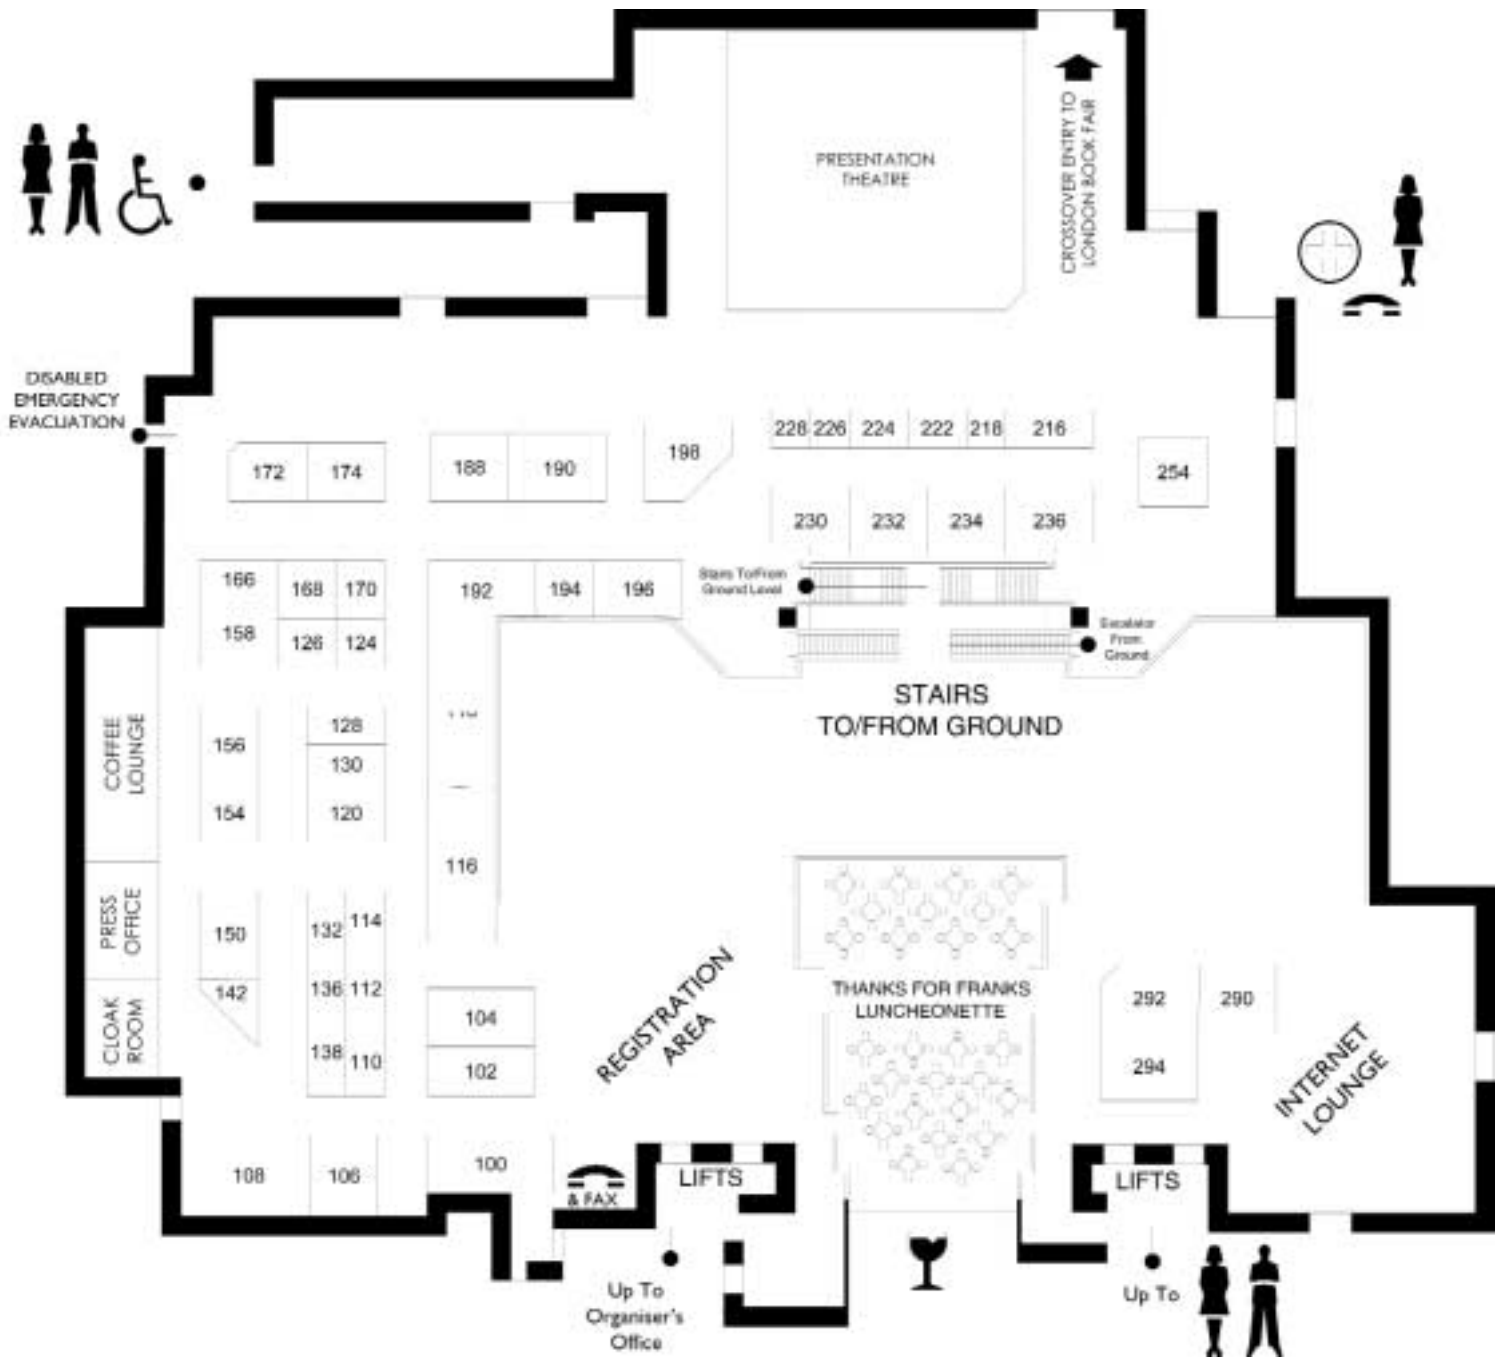 PRESENTATION
THEATRE
CROSSOVER ENTRY TO
LONDON BOOK FAIR
DISABLED
EMERGENCY
EVACUATION
172
174
188
190
198
228
226
224
222
218
216
254
230
232
234
236
166
168
170
192
194
196
Stairs To/From
Ground Level
158
126
124
Escalator
From
Ground
STAIRS
TO/FROM GROUND
COFFEE
LOUNGE
156
128
130
154
120
116
PRESS
OFFICE
150
132
114
142
136
112
104
CLOAK
ROOM
138
110
102
REGISTRATION
AREA
THANKS FOR FRANKS
LUNCHEONETTE
292
290
294
INTERNET
LOUNGE
108
106
100
& FAX
LIFTS
LIFTS
Up To
Organiser's
Office
Up To